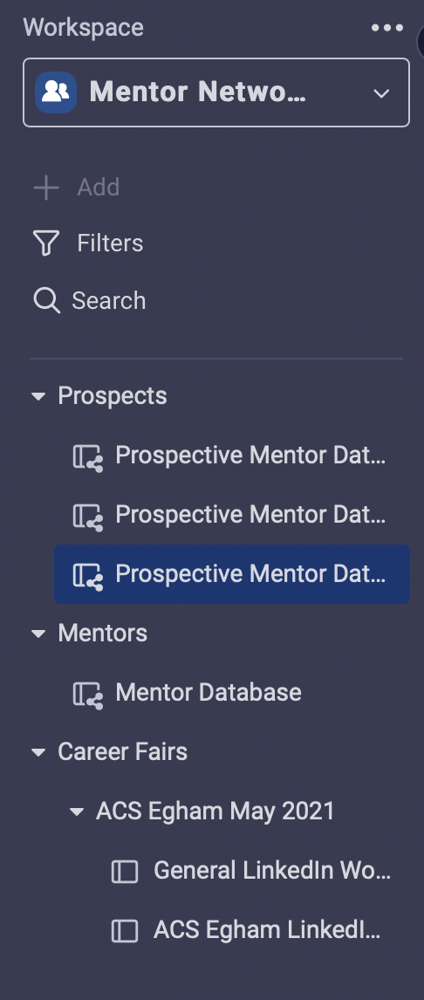 Workspace
Mentor Netwo...
Add
Filters
Search
Prospects
Prospective Mentor Dat...
Prospective Mentor Dat...
Prospective Mentor Dat...
Mentors
Mentor Database
Career Fairs
ACS Egham May 2021
General LinkedIn Wo...
ACS Egham LinkedI...